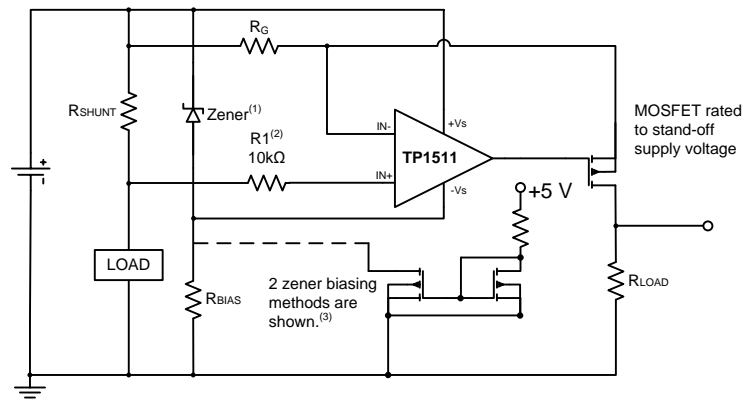 RG
RSHUNT
Zener(1)
R1(2)
10kΩ
IN-
IN+
+Vs
-Vs
TP1511
MOSFET rated
to stand-off
supply voltage
+5 V
+
LOAD
RBIAS
2 zener biasing
methods are
shown.(3)
RLOAD